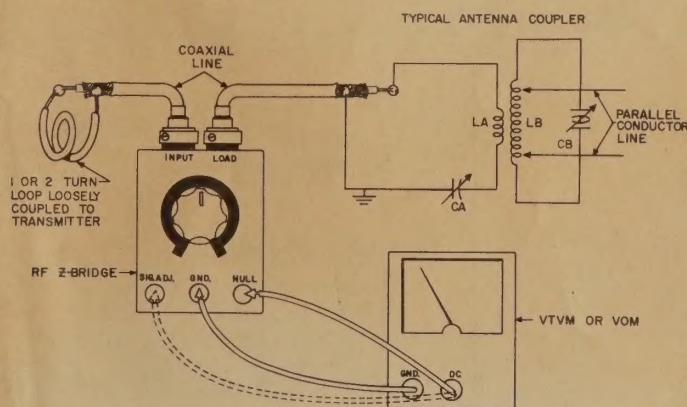 TYPICAL ANTENNA COUPLER
COAXIAL
LINE
1 OR 2 TURN
LOOP LOOSELY
COUPLED TO
TRANSMITTER
INPUT
LOAD
RF Z-BRIDGE
SIG.ADJ.
GND.
NULL
LA
LB
CB
CA
PARALLEL
CONDUCTOR
LINE
VTVM OR VOM
GND.
DC